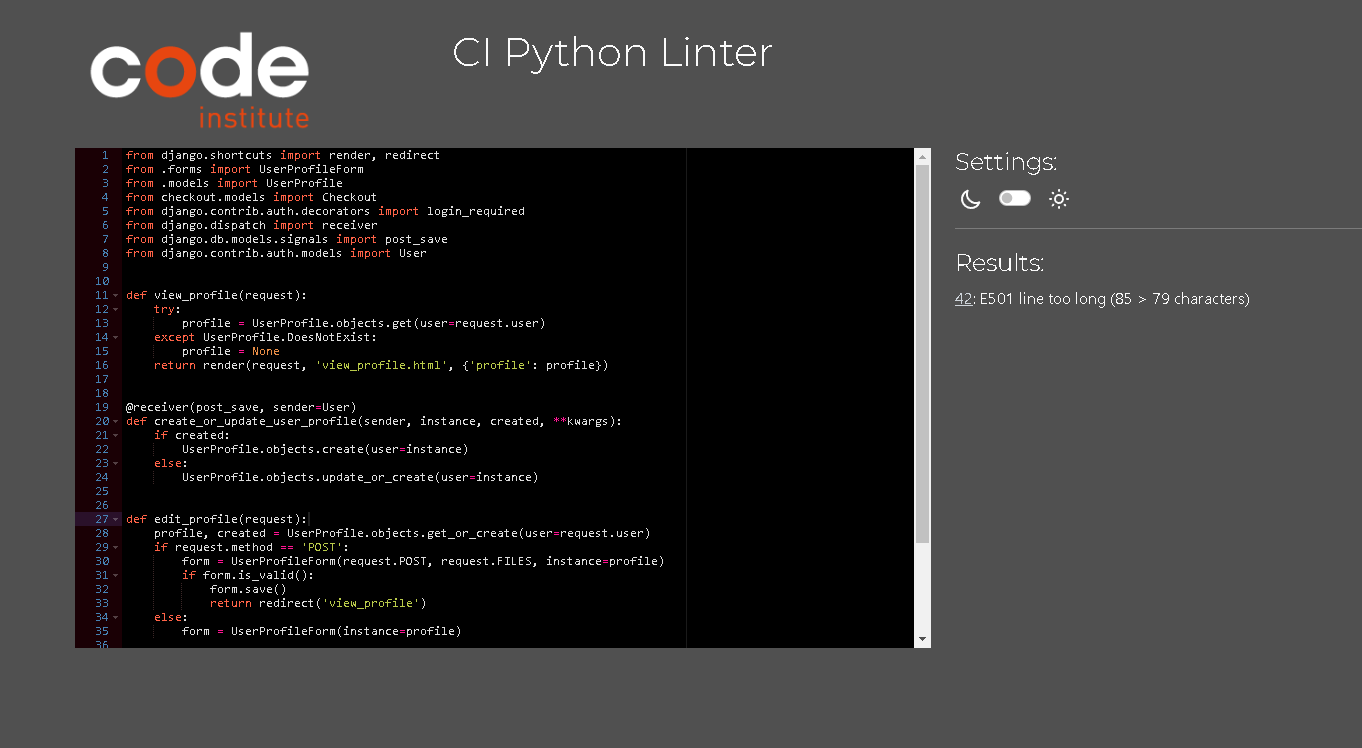 code
institute
CI Python Linter
1 from django.shortcuts import render, redirect
2 from .forms import UserProfileForm
3 from .models import UserProfile
4 from checkout.models import Checkout
5 from django.contrib.auth.decorators import login_required
6 from django.dispatch import receiver
7 from django.db.models.signals import post_save
8 from django.contrib.auth.models import User
9
10
11 def view_profile(request):
12     try:
13         profile = UserProfile.objects.get(user=request.user)
14     except UserProfile.DoesNotExist:
15         profile = None
16     return render(request, 'view_profile.html', {'profile': profile})
17
18
19 @receiver(post_save, sender=User)
20 def create_or_update_user_profile(sender, instance, created, **kwargs):
21     if created:
22         UserProfile.objects.create(user=instance)
23     else:
24         UserProfile.objects.update_or_create(user=instance)
25
26
27 def edit_profile(request):
28     profile, created = UserProfile.objects.get_or_create(user=request.user)
29     if request.method == 'POST':
30         form = UserProfileForm(request.POST, request.FILES, instance=profile)
31         if form.is_valid():
32             form.save()
33             return redirect('view_profile')
34     else:
35         form = UserProfileForm(instance=profile)
36
Settings:
Results:
42: E501 line too long (85 > 79 characters)